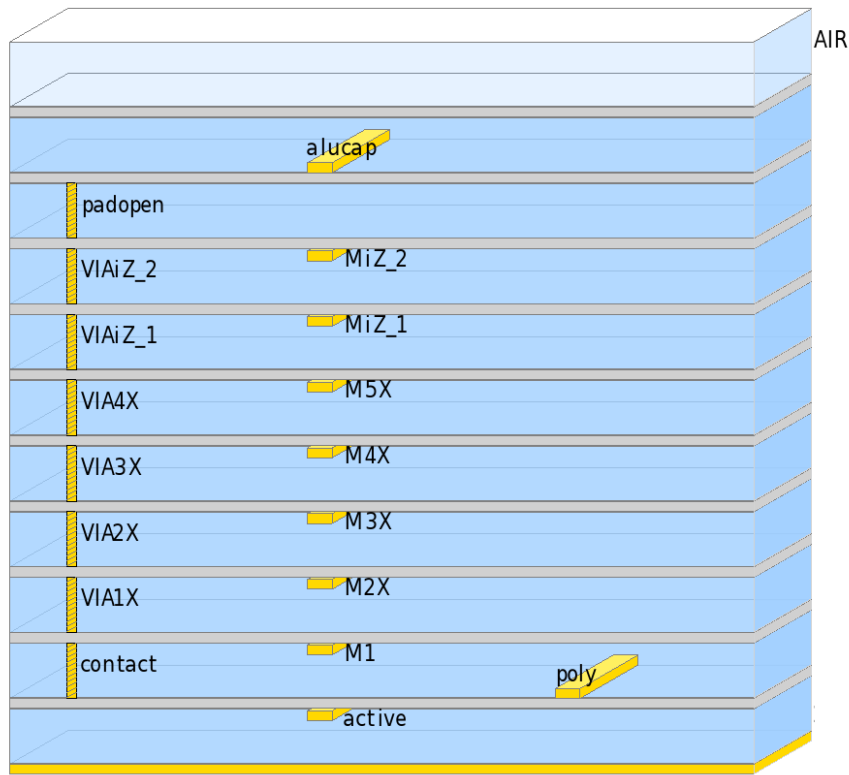 AIR
alucap
padopen
VIAiZ_2 MiZ_2
VIAiZ_1 MiZ_1
VIA4X M5X
VIA3X M4X
VIA2X M3X
VIA1X M2X
contact M1 poly
active